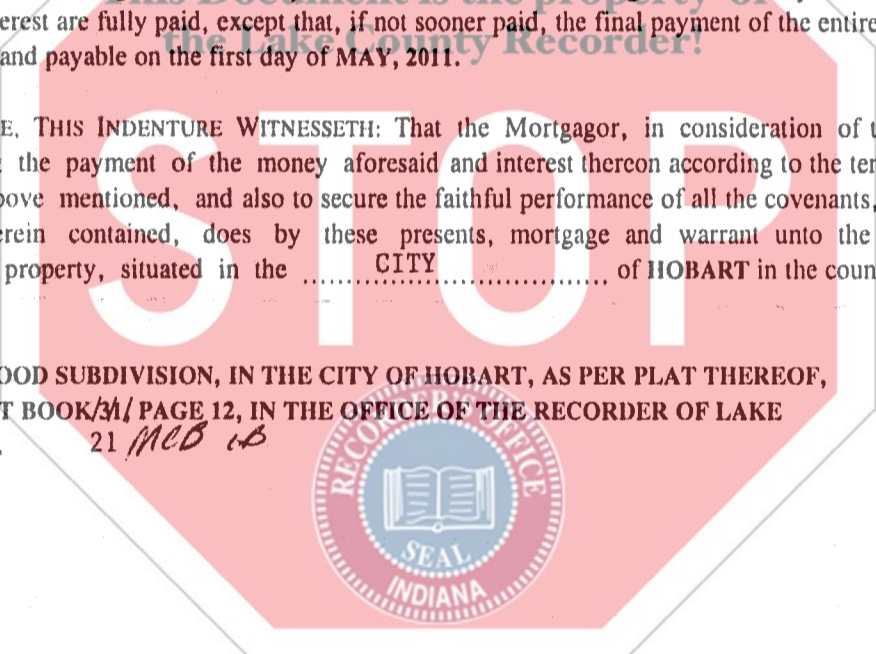 This Document is the property of
the Lake County Recorder!
erest are fully paid, except that, if not sooner paid, the final payment of the entire
and payable on the first day of MAY, 2011.
STOP
E, THIS INDENTURE WITNESSETH: That the Mortgagor, in consideration of t
the payment of the money aforesaid and interest thereon according to the ter
ove mentioned, and also to secure the faithful performance of all the covenants,
erein contained, does by these presents, mortgage and warrant unto the
property, situated in the CITY of HOBART in the coun
OOD SUBDIVISION, IN THE CITY OF HOBART, AS PER PLAT THEREOF,
T BOOK/31/ PAGE 12, IN THE OFFICE OF THE RECORDER OF LAKE
21 MCB
RECORDER'S OFFICE
SEAL
INDIANA